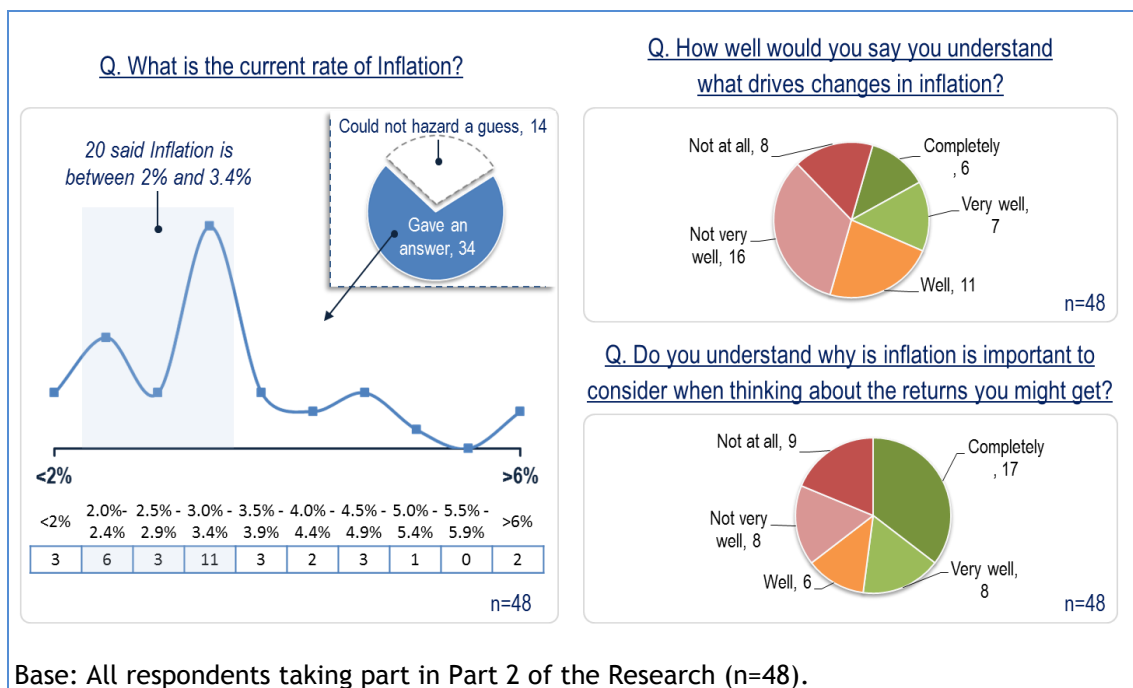 Q. What is the current rate of Inflation?
20 said Inflation is
between 2% and 3.4%
Could not hazard a guess, 14
Gave an
answer, 34
<2%
>6%
<2%
2.0%-
2.4%
2.5% -
2.9%
3.0% -
3.4%
3.5% -
3.9%
4.0% -
4.4%
4.5% -
4.9%
5.0% -
5.4%
5.5% -
5.9%
>6%
3 6 3 11 3 2 3 1 0 2
n=48
Q. How well would you say you understand
what drives changes in inflation?
Not at all, 8
Completely
, 6
Very well,
7
Not very
well, 16
Well, 11
n=48
Q. Do you understand why is inflation is important to
consider when thinking about the returns you might get?
Not at all, 9
Completely
, 17
Not very
well, 8
Well, 6
Very well,
8
n=48
Base: All respondents taking part in Part 2 of the Research (n=48).